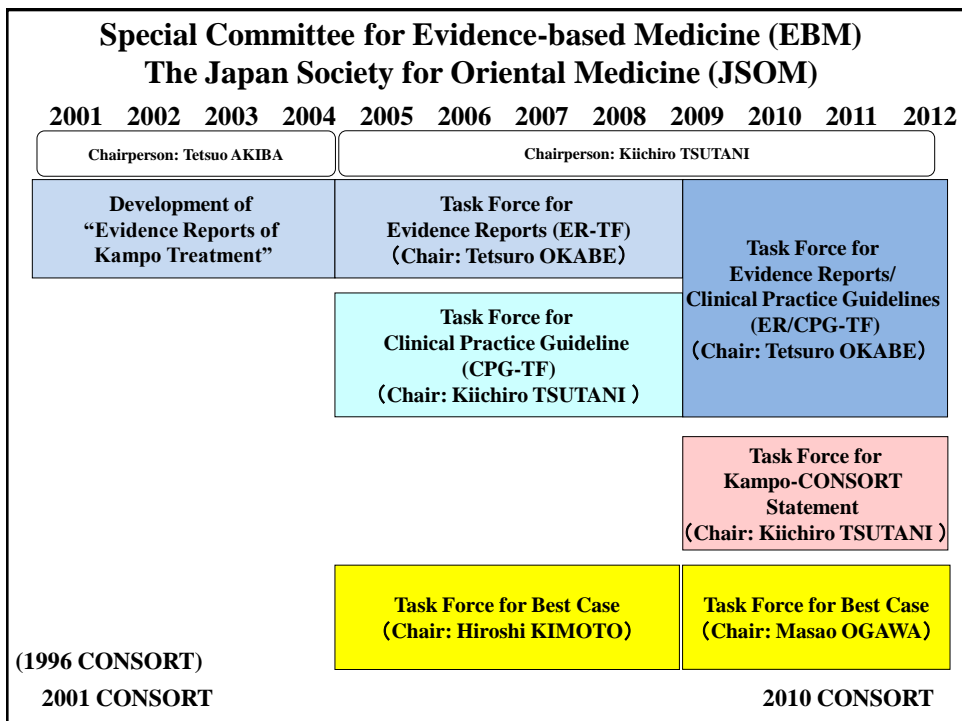 Special Committee for Evidence-based Medicine (EBM)
The Japan Society for Oriental Medicine (JSOM)
2001 2002 2003 2004 2005 2006 2007 2008 2009 2010 2011 2012
Chairperson: Tetsuo AKIBA
Chairperson: Kiichiro TSUTANI
Development of
“Evidence Reports of
Kampo Treatment”
Task Force for
Evidence Reports (ER-TF)
（Chair: Tetsuro OKABE）
Task Force for
Evidence Reports/
Clinical Practice Guidelines
(ER/CPG-TF)
（Chair: Tetsuro OKABE）
Task Force for
Clinical Practice Guideline
(CPG-TF)
（Chair: Kiichiro TSUTANI ）
Task Force for
Kampo-CONSORT
Statement
（Chair: Kiichiro TSUTANI ）
Task Force for Best Case
（Chair: Hiroshi KIMOTO）
Task Force for Best Case
（Chair: Masao OGAWA）
(1996 CONSORT)
2001 CONSORT
2010 CONSORT